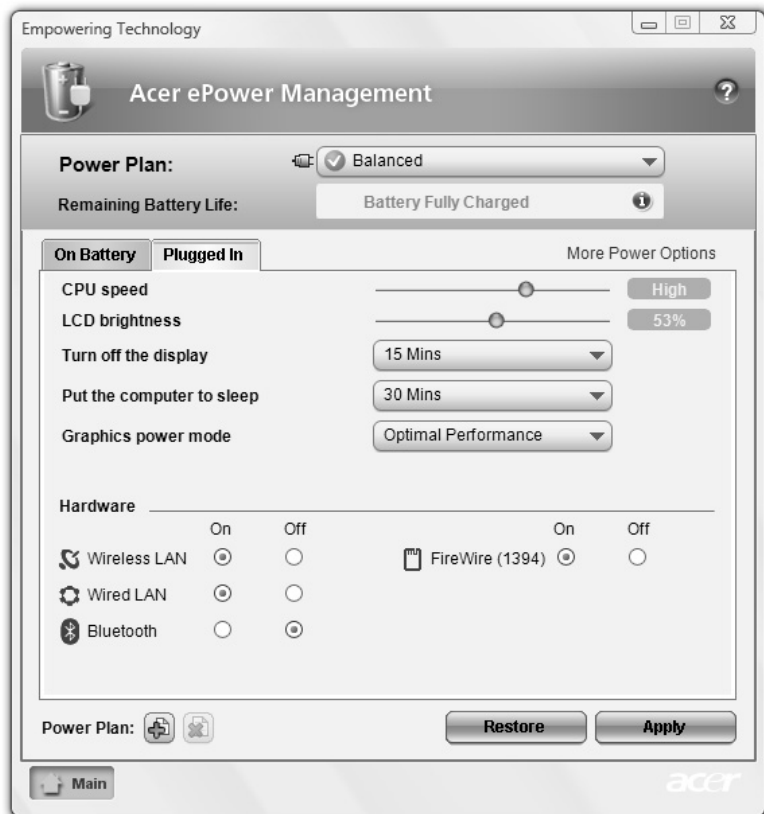 Empowering Technology
Acer ePower Management
Power Plan: Balanced
Remaining Battery Life: Battery Fully Charged
On Battery Plugged In More Power Options
CPU speed High
LCD brightness 53%
Turn off the display 15 Mins
Put the computer to sleep 30 Mins
Graphics power mode Optimal Performance
Hardware
On Off On Off
Wireless LAN FireWire (1394)
Wired LAN
Bluetooth
Power Plan: Restore Apply
Main acer